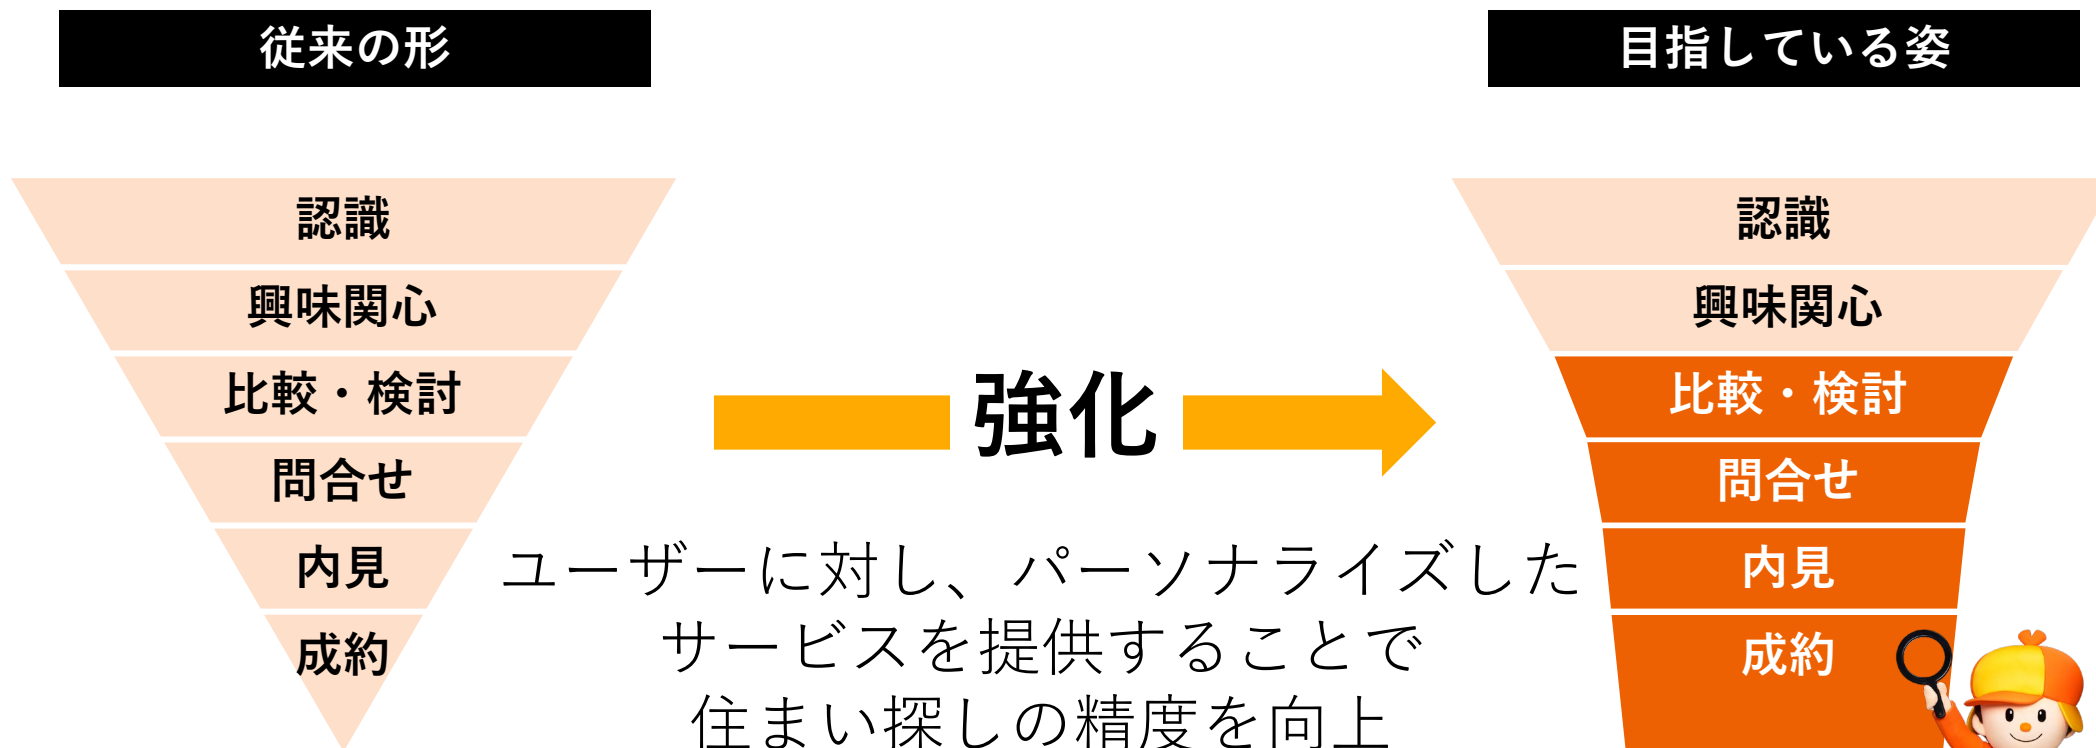 従来の形
認識
興味関心
比較・検討
問合せ
内見
成約
強化
ユーザーに対し、パーソナライズした
サービスを提供することで
住まい探しの精度を向上
目指している姿
認識
興味関心
比較・検討
問合せ
内見
成約